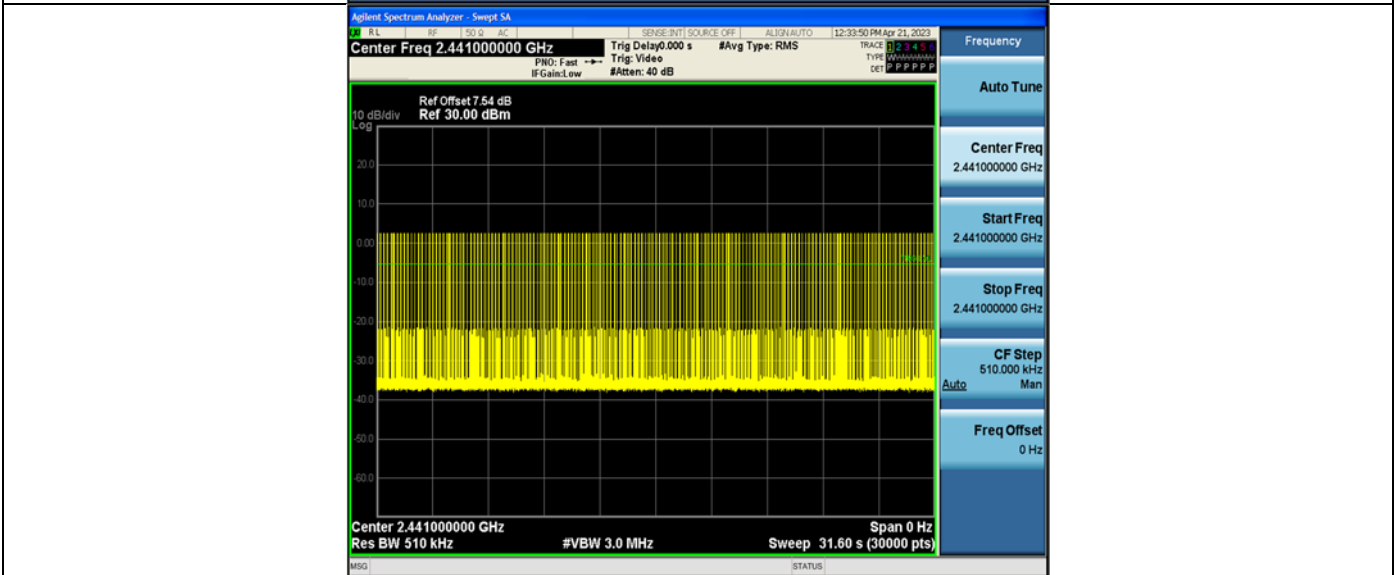 Agilent Spectrum Analyzer - Swept SA
RL RF 50 Ω AC SENSE:INT SOURCE OFF ALIGNAUTO 12:33:50 PM Apr 21, 2023
Center Freq 2.441000000 GHz
PNO: Fast
IFGain:Low
Trig Delay0.000 s
Trig: Video
#Atten: 40 dB
#Avg Type: RMS
TRACE 1 2 3 4 5 6
TYPE
DET P P P P P P
Ref Offset 7.54 dB
10 dB/div Ref 30.00 dBm
Log
20.0
10.0
0.00
-10.0
-20.0
-30.0
-40.0
-50.0
-60.0
Center 2.441000000 GHz Span 0 Hz
Res BW 510 kHz #VBW 3.0 MHz Sweep 31.60 s (30000 pts)
MSG STATUS
Frequency
Auto Tune
Center Freq
2.441000000 GHz
Start Freq
2.441000000 GHz
Stop Freq
2.441000000 GHz
CF Step
510.000 kHz
Auto Man
Freq Offset
0 Hz